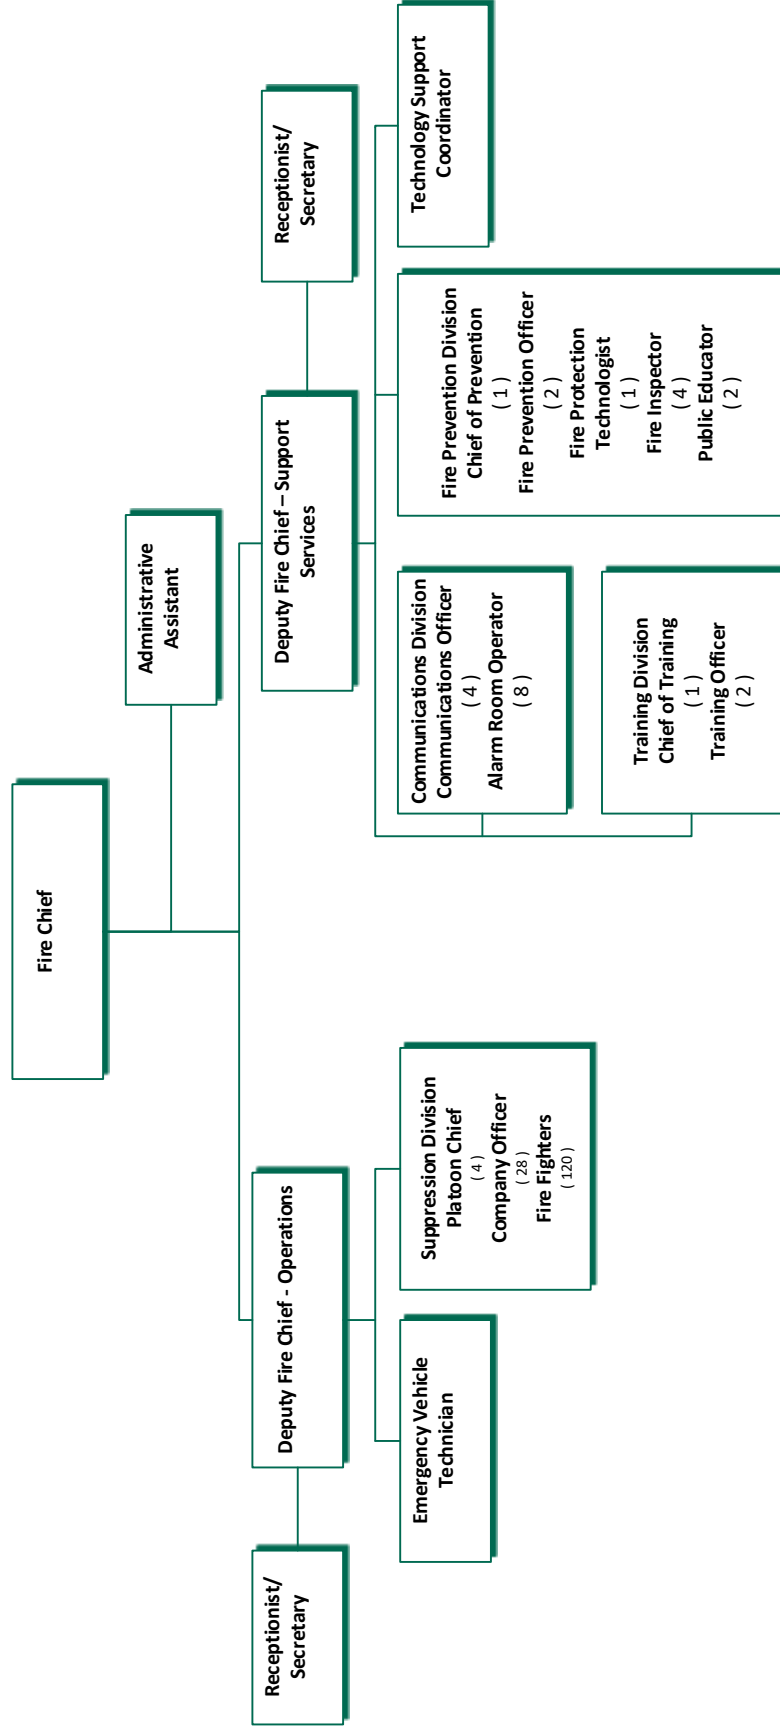 Fire Chief
Administrative
Assistant
Receptionist/
Secretary
Deputy Fire Chief - Operations
Deputy Fire Chief – Support
Services
Receptionist/
Secretary
Emergency Vehicle
Technician
Suppression Division
Platoon Chief
( 4 )
Company Officer
( 28 )
Fire Fighters
( 120 )
Communications Division
Communications Officer
( 4 )
Alarm Room Operator
( 8 )
Training Division
Chief of Training
( 1 )
Training Officer
( 2 )
Fire Prevention Division
Chief of Prevention
( 1 )
Fire Prevention Officer
( 2 )
Fire Protection
Technologist
( 1 )
Fire Inspector
( 4 )
Public Educator
( 2 )
Technology Support
Coordinator